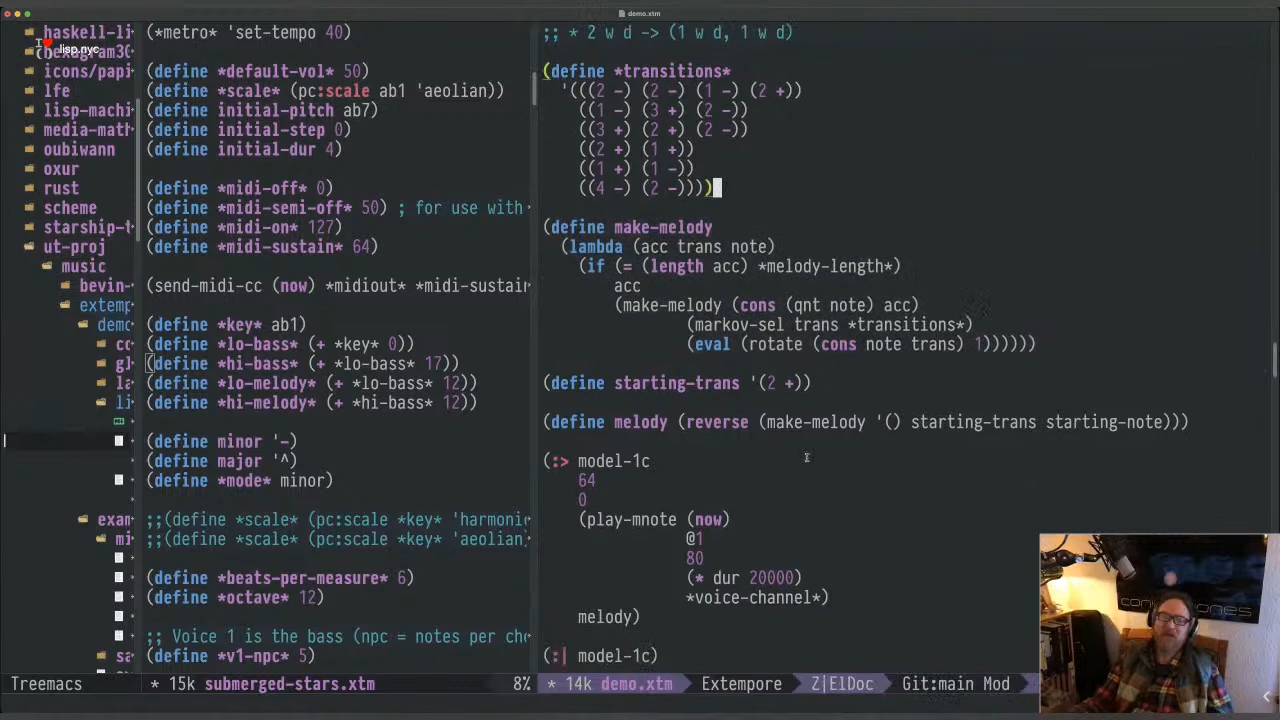 demo.xtm
haskell-li
lisp.nyc
hexagram30
icons/papi
lfe
lisp-machi
media-math
oubiwann
oxur
rust
scheme
starship-t
ut-proj
music
bevin-
extemp
demo
cc
gl
la
li
exam
mi
sa
Treemacs
(*metro* 'set-tempo 40)
(define *default-vol* 50)
(define *scale* (pc:scale ab1 'aeolian))
(define initial-pitch ab7)
(define initial-step 0)
(define initial-dur 4)
(define *midi-off* 0)
(define *midi-semi-off* 50) ; for use with
(define *midi-on* 127)
(define *midi-sustain* 64)
(send-midi-cc (now) *midiout* *midi-sustai
(define *key* ab1)
(define *lo-bass* (+ *key* 0))
(define *hi-bass* (+ *lo-bass* 17))
(define *lo-melody* (+ *lo-bass* 12))
(define *hi-melody* (+ *hi-bass* 12))
(define minor '-)
(define major '^)
(define *mode* minor)
;;(define *scale* (pc:scale *key* 'harmonic
;;(define *scale* (pc:scale *key* 'aeolian)
(define *beats-per-measure* 6)
(define *octave* 12)
;; Voice 1 is the bass (npc = notes per cho
(define *v1-npc* 5)
* 15k submerged-stars.xtm 8%
;; * 2 w d -> (1 w d, 1 w d)
(define *transitions*
'(((2 -) (2 -) (1 -) (2 +))
((1 -) (3 +) (2 -))
((3 +) (2 +) (2 -))
((2 +) (1 +))
((1 +) (1 -))
((4 -) (2 -))))
(define make-melody
(lambda (acc trans note)
(if (= (length acc) *melody-length*)
acc
(make-melody (cons (qnt note) acc)
(markov-sel trans *transitions*)
(eval (rotate (cons note trans) 1))))))
(define starting-trans '(2 +))
(define melody (reverse (make-melody '() starting-trans starting-note)))
(:> model-1c
64
0
(play-mnote (now)
@1
80
(* dur 20000)
*voice-channel*)
melody)
(:| model-1c)
* 14k demo.xtm Extempore Z|ElDoc Git:main Mod